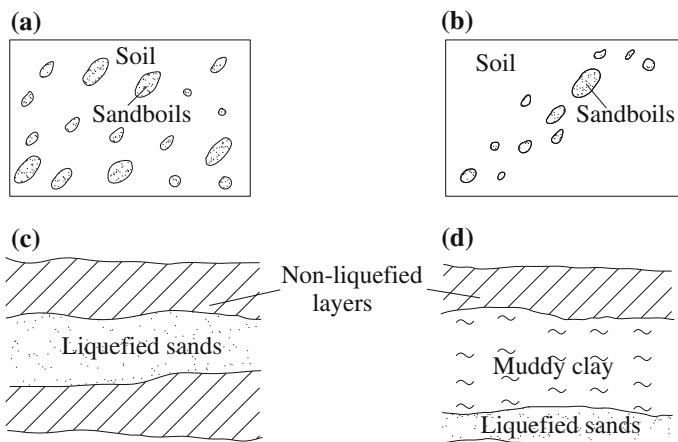 (a)
Soil
Sandboils
(b)
Soil
Sandboils
(c)
(d)
Non-liquefied
layers
Liquefied sands
Muddy clay
Liquefied sands